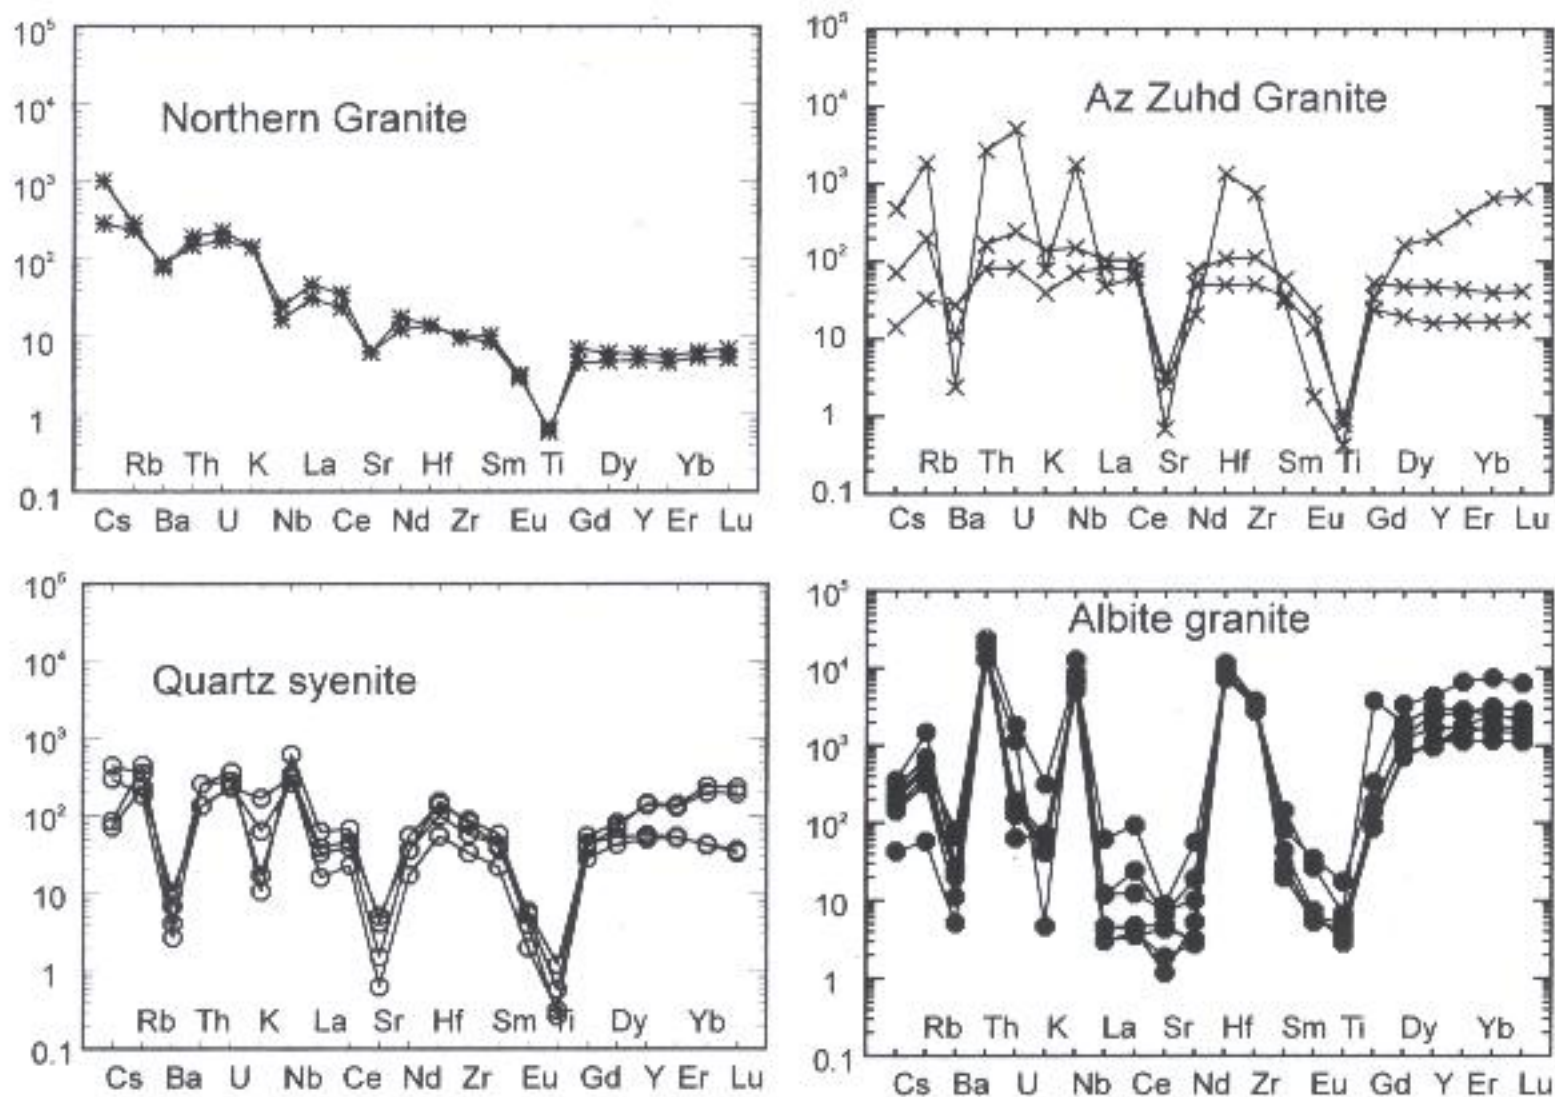 Northern Granite
10^5
10^4
10^3
10^2
10
1
0.1
Rb Th K La Sr Hf Sm Ti Dy Yb
Cs Ba U Nb Ce Nd Zr Eu Gd Y Er Lu
Az Zuhd Granite
10^5
10^4
10^3
10^2
10
1
0.1
Rb Th K La Sr Hf Sm Ti Dy Yb
Cs Ba U Nb Ce Nd Zr Eu Gd Y Er Lu
Quartz syenite
10^5
10^4
10^3
10^2
10
1
0.1
Rb Th K La Sr Hf Sm Ti Dy Yb
Cs Ba U Nb Ce Nd Zr Eu Gd Y Er Lu
Albite granite
10^5
10^4
10^3
10^2
10
1
0.1
Rb Th K La Sr Hf Sm Ti Dy Yb
Cs Ba U Nb Ce Nd Zr Eu Gd Y Er Lu